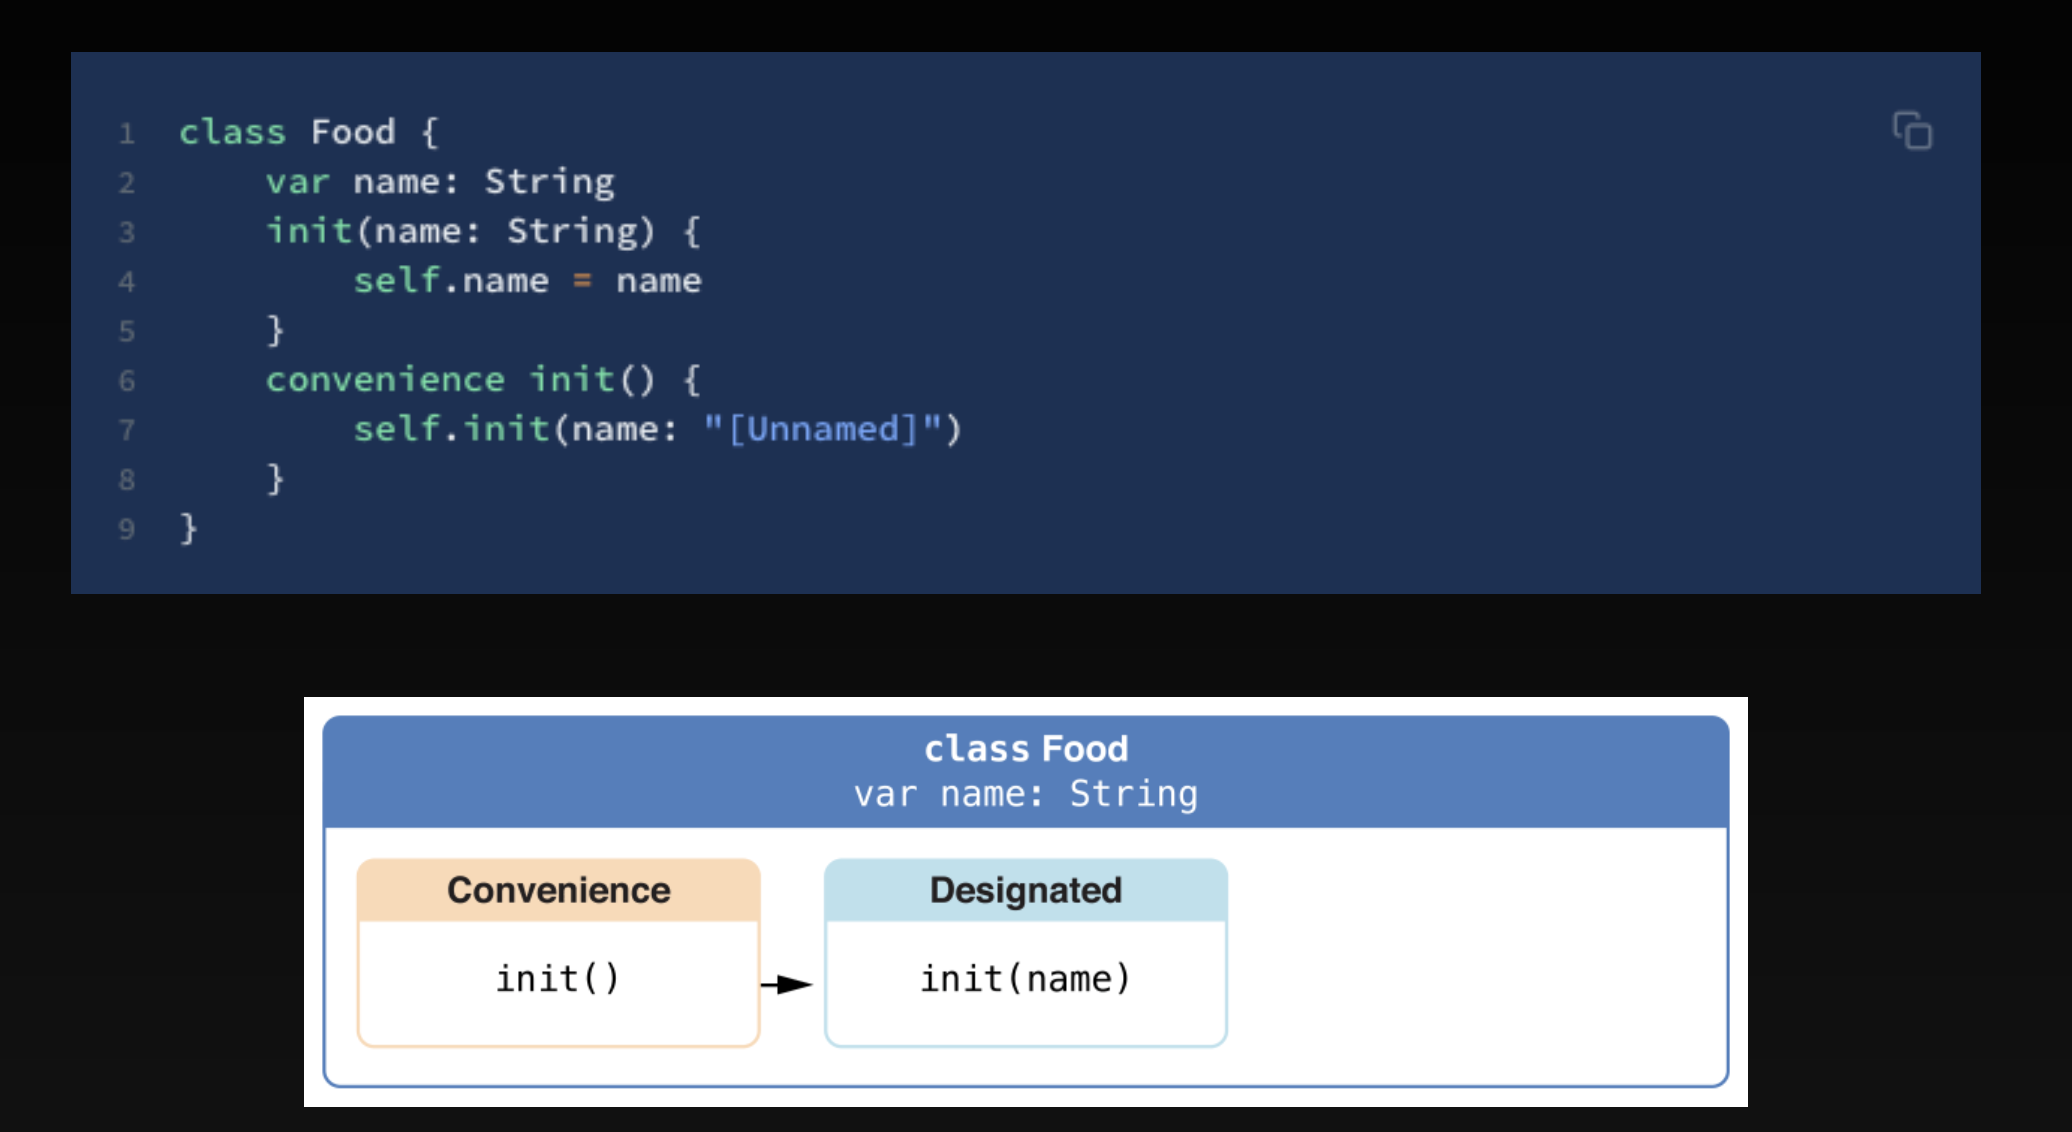 1 class Food {
2     var name: String
3     init(name: String) {
4         self.name = name
5     }
6     convenience init() {
7         self.init(name: "[Unnamed]")
8     }
9 }
class Food
var name: String
Convenience
init()
Designated
init(name)